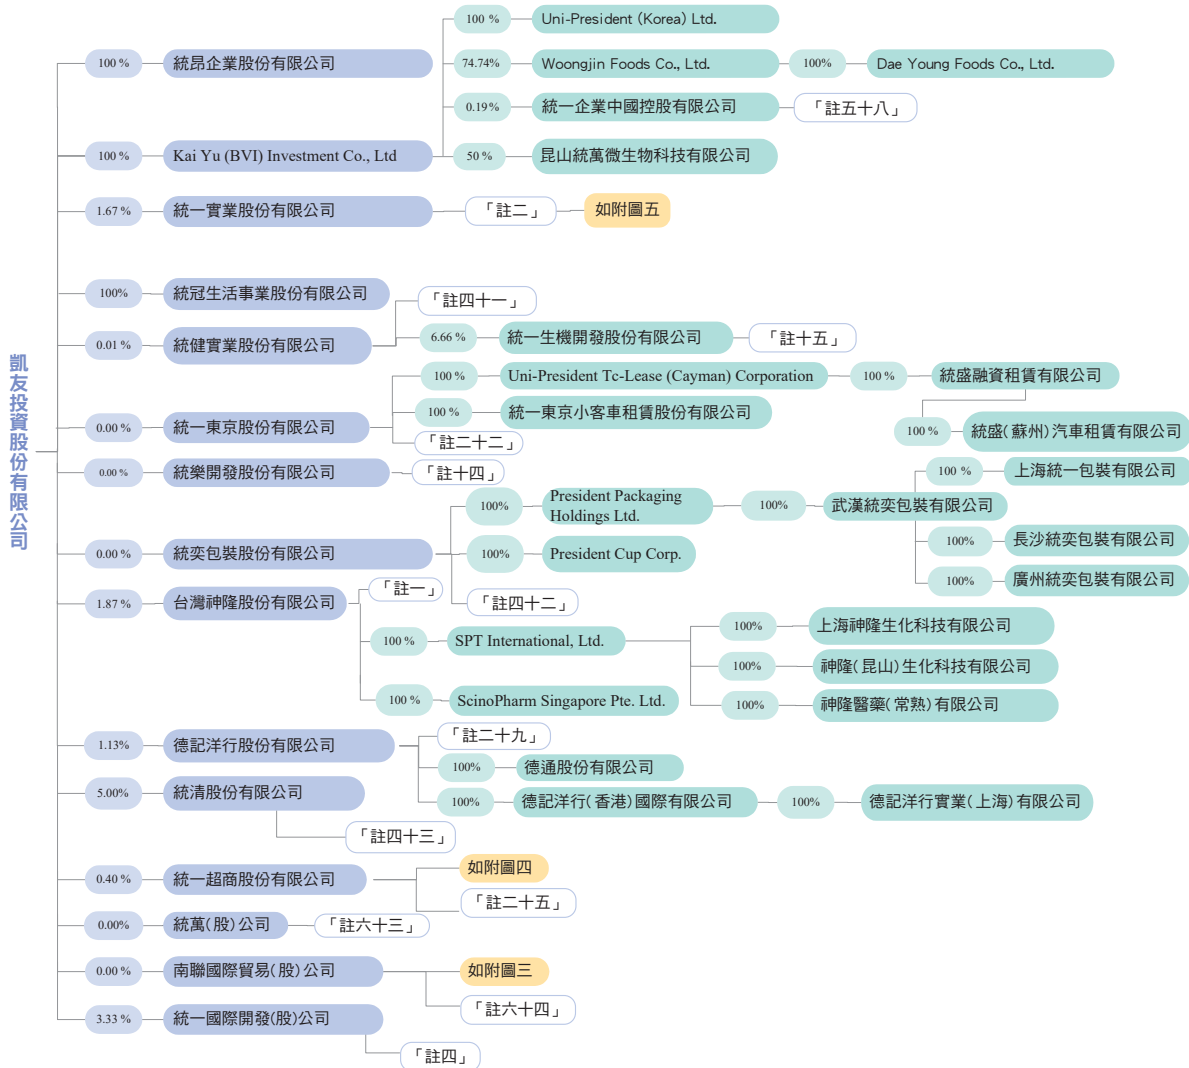 凱友投資股份有限公司
100 %
統昂企業股份有限公司
100 %
Kai Yu (BVI) Investment Co., Ltd
100 %
Uni-President (Korea) Ltd.
74.74%
Woongjin Foods Co., Ltd.
100%
Dae Young Foods Co., Ltd.
0.19%
統一企業中國控股有限公司
「註五十八」
50 %
昆山統萬微生物科技有限公司
1.67 %
統一實業股份有限公司
「註二」
如附圖五
100%
統冠生活事業股份有限公司
0.01 %
統健實業股份有限公司
「註四十一」
6.66 %
統一生機開發股份有限公司
「註十五」
0.00 %
統一東京股份有限公司
100 %
Uni-President Tc-Lease (Cayman) Corporation
100 %
統盛融資租賃有限公司
100 %
統盛(蘇州)汽車租賃有限公司
100 %
統一東京小客車租賃股份有限公司
「註二十二」
0.00 %
統樂開發股份有限公司
「註十四」
0.00 %
統奕包裝股份有限公司
100%
President Packaging
Holdings Ltd.
100%
武漢統奕包裝有限公司
100 %
上海統一包裝有限公司
100%
長沙統奕包裝有限公司
100%
廣州統奕包裝有限公司
100%
President Cup Corp.
「註四十二」
1.87 %
台灣神隆股份有限公司
「註一」
100 %
SPT International, Ltd.
100%
上海神隆生化科技有限公司
100%
神隆(昆山)生化科技有限公司
100%
神隆醫藥(常熟)有限公司
100 %
ScinoPharm Singapore Pte. Ltd.
1.13%
德記洋行股份有限公司
「註二十九」
100%
德通股份有限公司
100%
德記洋行(香港)國際有限公司
100%
德記洋行實業(上海)有限公司
5.00%
統清股份有限公司
「註四十三」
0.40 %
統一超商股份有限公司
如附圖四
「註二十五」
0.00%
統萬(股)公司
「註六十三」
0.00 %
南聯國際貿易(股)公司
如附圖三
「註六十四」
3.33 %
統一國際開發(股)公司
「註四」